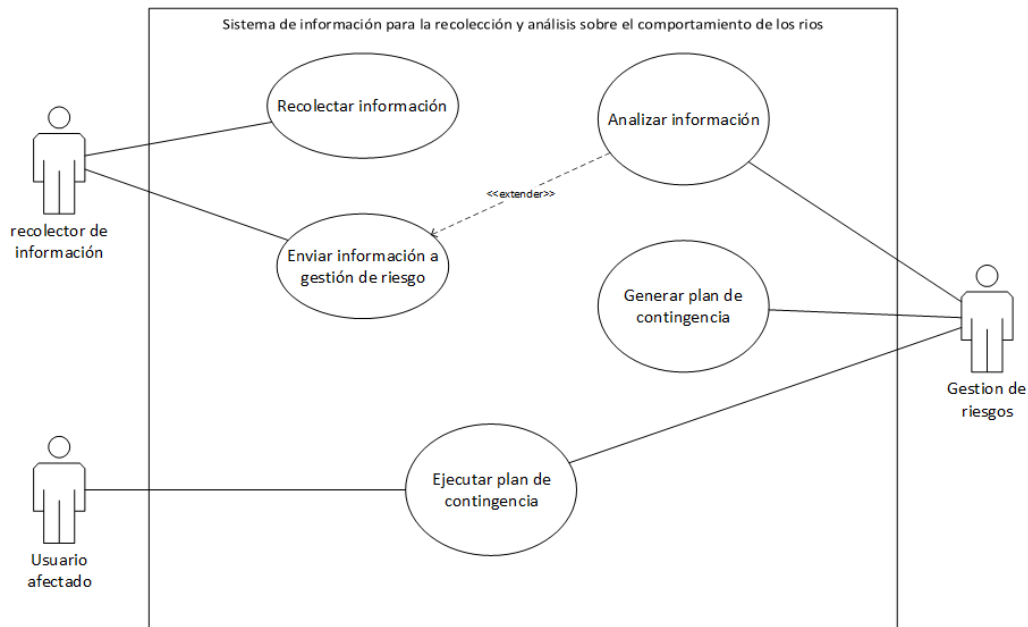 Sistema de información para la recolección y análisis sobre el comportamiento de los rios
Recolectar información
Analizar información
<<extender>>
recolector de
información
Enviar información a
gestión de riesgo
Generar plan de
contingencia
Gestion de
riesgos
Ejecutar plan de
contingencia
Usuario
afectado